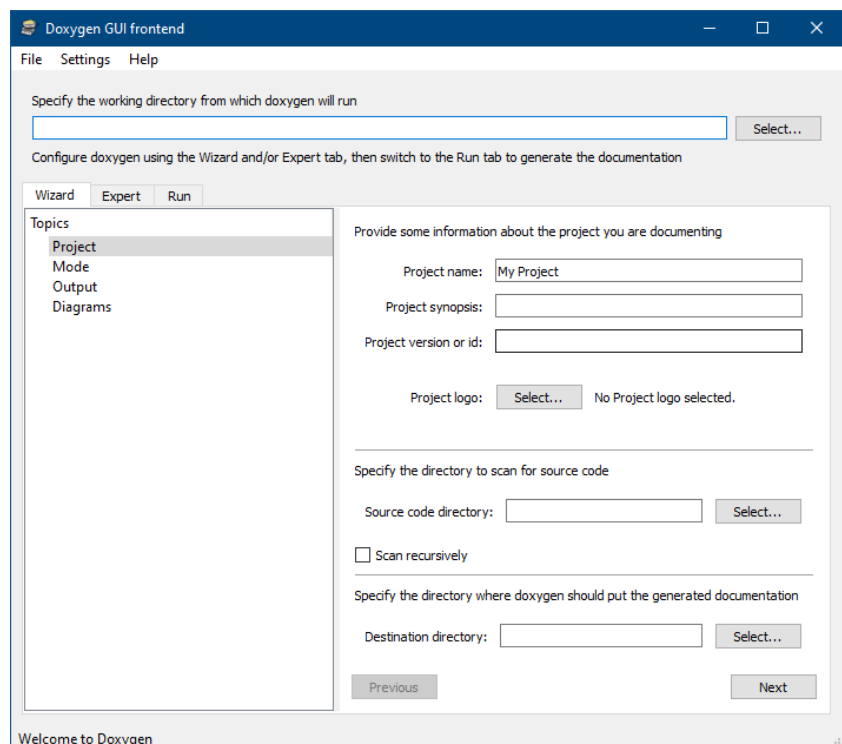 Doxygen GUI frontend
File Settings Help
Specify the working directory from which doxygen will run
Select...
Configure doxygen using the Wizard and/or Expert tab, then switch to the Run tab to generate the documentation
Wizard Expert Run
Topics
Project
Mode
Output
Diagrams
Provide some information about the project you are documenting
Project name: My Project
Project synopsis:
Project version or id:
Project logo: Select... No Project logo selected.
Specify the directory to scan for source code
Source code directory: Select...
Scan recursively
Specify the directory where doxygen should put the generated documentation
Destination directory: Select...
Previous Next
Welcome to Doxygen